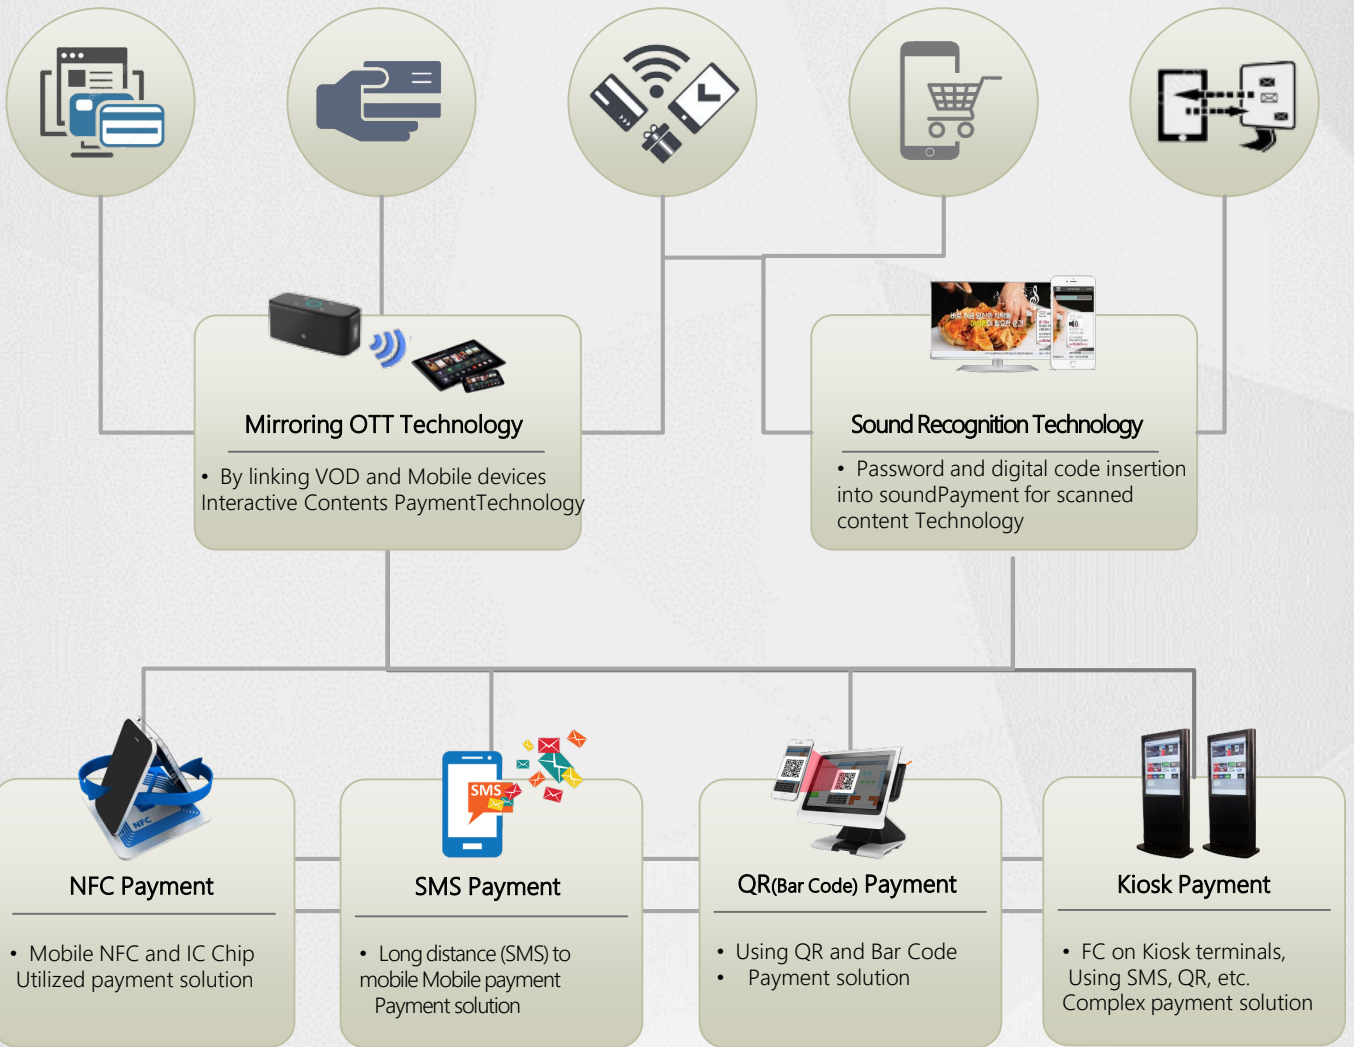 Mirroring OTT Technology
• By linking VOD and Mobile devices
Interactive Contents PaymentTechnology
Sound Recognition Technology
• Password and digital code insertion
into soundPayment for scanned
content Technology
NFC
NFC Payment
• Mobile NFC and IC Chip
Utilized payment solution
SMS
SMS Payment
• Long distance (SMS) to
mobile Mobile payment
Payment solution
QR(Bar Code) Payment
• Using QR and Bar Code
• Payment solution
Kiosk Payment
• FC on Kiosk terminals,
Using SMS, QR, etc.
Complex payment solution